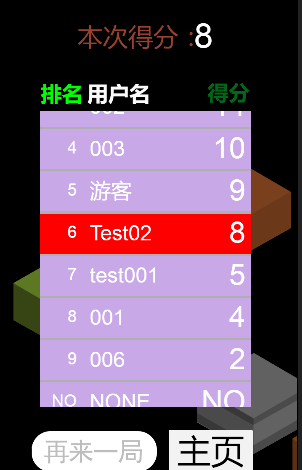 本次得分 :8
排名 用户名 得分
4 003 10
5 游客 9
6 Test02 8
7 test001 5
8 001 4
9 006 2
NO NONE NO
再来一局 主页